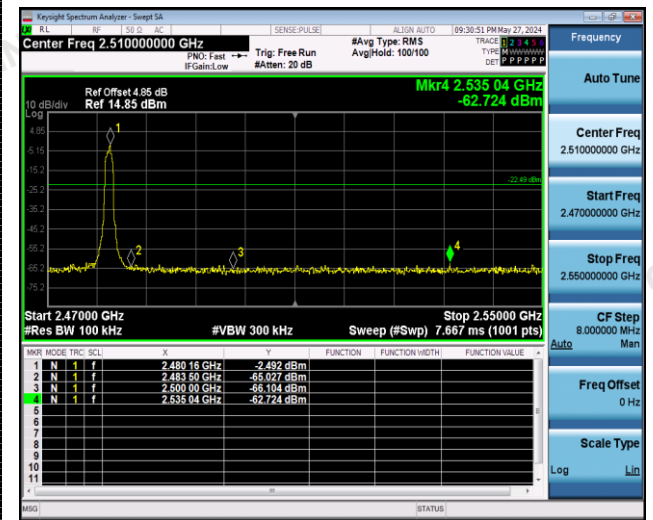 Keysight Spectrum Analyzer - Swept SA
RL RF 50 Ω AC SENSE:PULSE ALIGN AUTO 09:30:51 PM May 27, 2024
Center Freq 2.510000000 GHz
PNO: Fast
IFGain:Low
Trig: Free Run
#Atten: 20 dB
#Avg Type: RMS
Avg|Hold: 100/100
TRACE 1 2 3 4 5 6
TYPE M W W W W W
DET P P P P P P
Frequency
Auto Tune
Center Freq
2.510000000 GHz
Start Freq
2.470000000 GHz
Stop Freq
2.550000000 GHz
CF Step
8.000000 MHz
Auto Man
Freq Offset
0 Hz
Scale Type
Log Lin
Ref Offset 4.85 dB
10 dB/div Ref 14.85 dBm
Log
Mkr4 2.535 04 GHz
-62.724 dBm
4.85
-5.15
-15.2
-25.2
-35.2
-45.2
-55.2
-65.2
-75.2
-22.49 dBm
1
2
3
4
Start 2.47000 GHz Stop 2.55000 GHz
#Res BW 100 kHz #VBW 300 kHz Sweep (#Swp) 7.667 ms (1001 pts)
MKR MODE TRC SCL X Y FUNCTION FUNCTION WIDTH FUNCTION VALUE
1 N 1 f 2.480 16 GHz -2.492 dBm
2 N 1 f 2.483 50 GHz -65.027 dBm
3 N 1 f 2.500 00 GHz -66.104 dBm
4 N 1 f 2.535 04 GHz -62.724 dBm
5
6
7
8
9
10
11
MSG STATUS